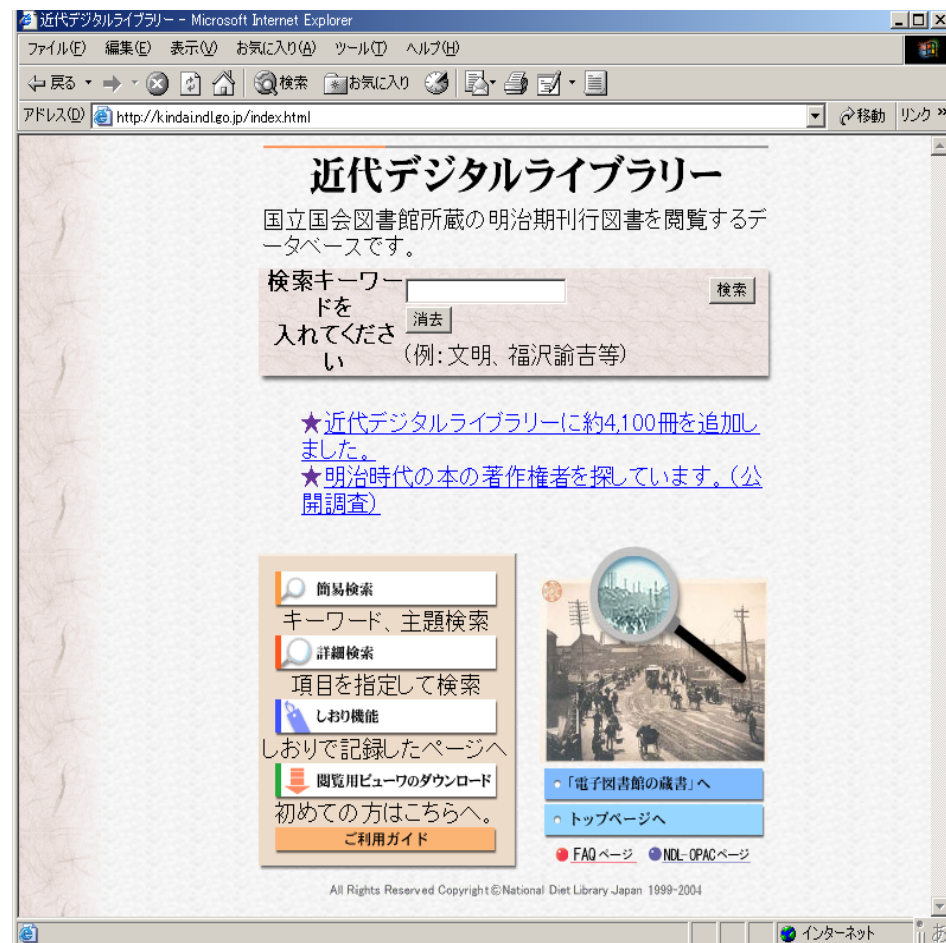 近代デジタルライブラリー - Microsoft Internet Explorer
ファイル(F) 編集(E) 表示(V) お気に入り(A) ツール(T) ヘルプ(H)
戻る 検索 お気に入り
アドレス(D) http://kindai.ndl.go.jp/index.html 移動 リンク »
近代デジタルライブラリー
国立国会図書館所蔵の明治期刊行図書を閲覧するデ
ータベースです。
検索キーワー
ドを
入れてくださ
い
検索
消去
(例:文明、福沢諭吉等)
★近代デジタルライブラリーに約4,100冊を追加し
ました。
★明治時代の本の著作権者を探しています。(公
開調査)
簡易検索
キーワード、主題検索
詳細検索
項目を指定して検索
しおり機能
しおりで記録したページへ
閲覧用ビューワのダウンロード
初めての方はこちらへ。
ご利用ガイド
「電子図書館の蔵書」へ
トップページへ
FAQページ NDL-OPACページ
All Rights Reserved Copyright©National Diet Library Japan 1999-2004
インターネット
あ